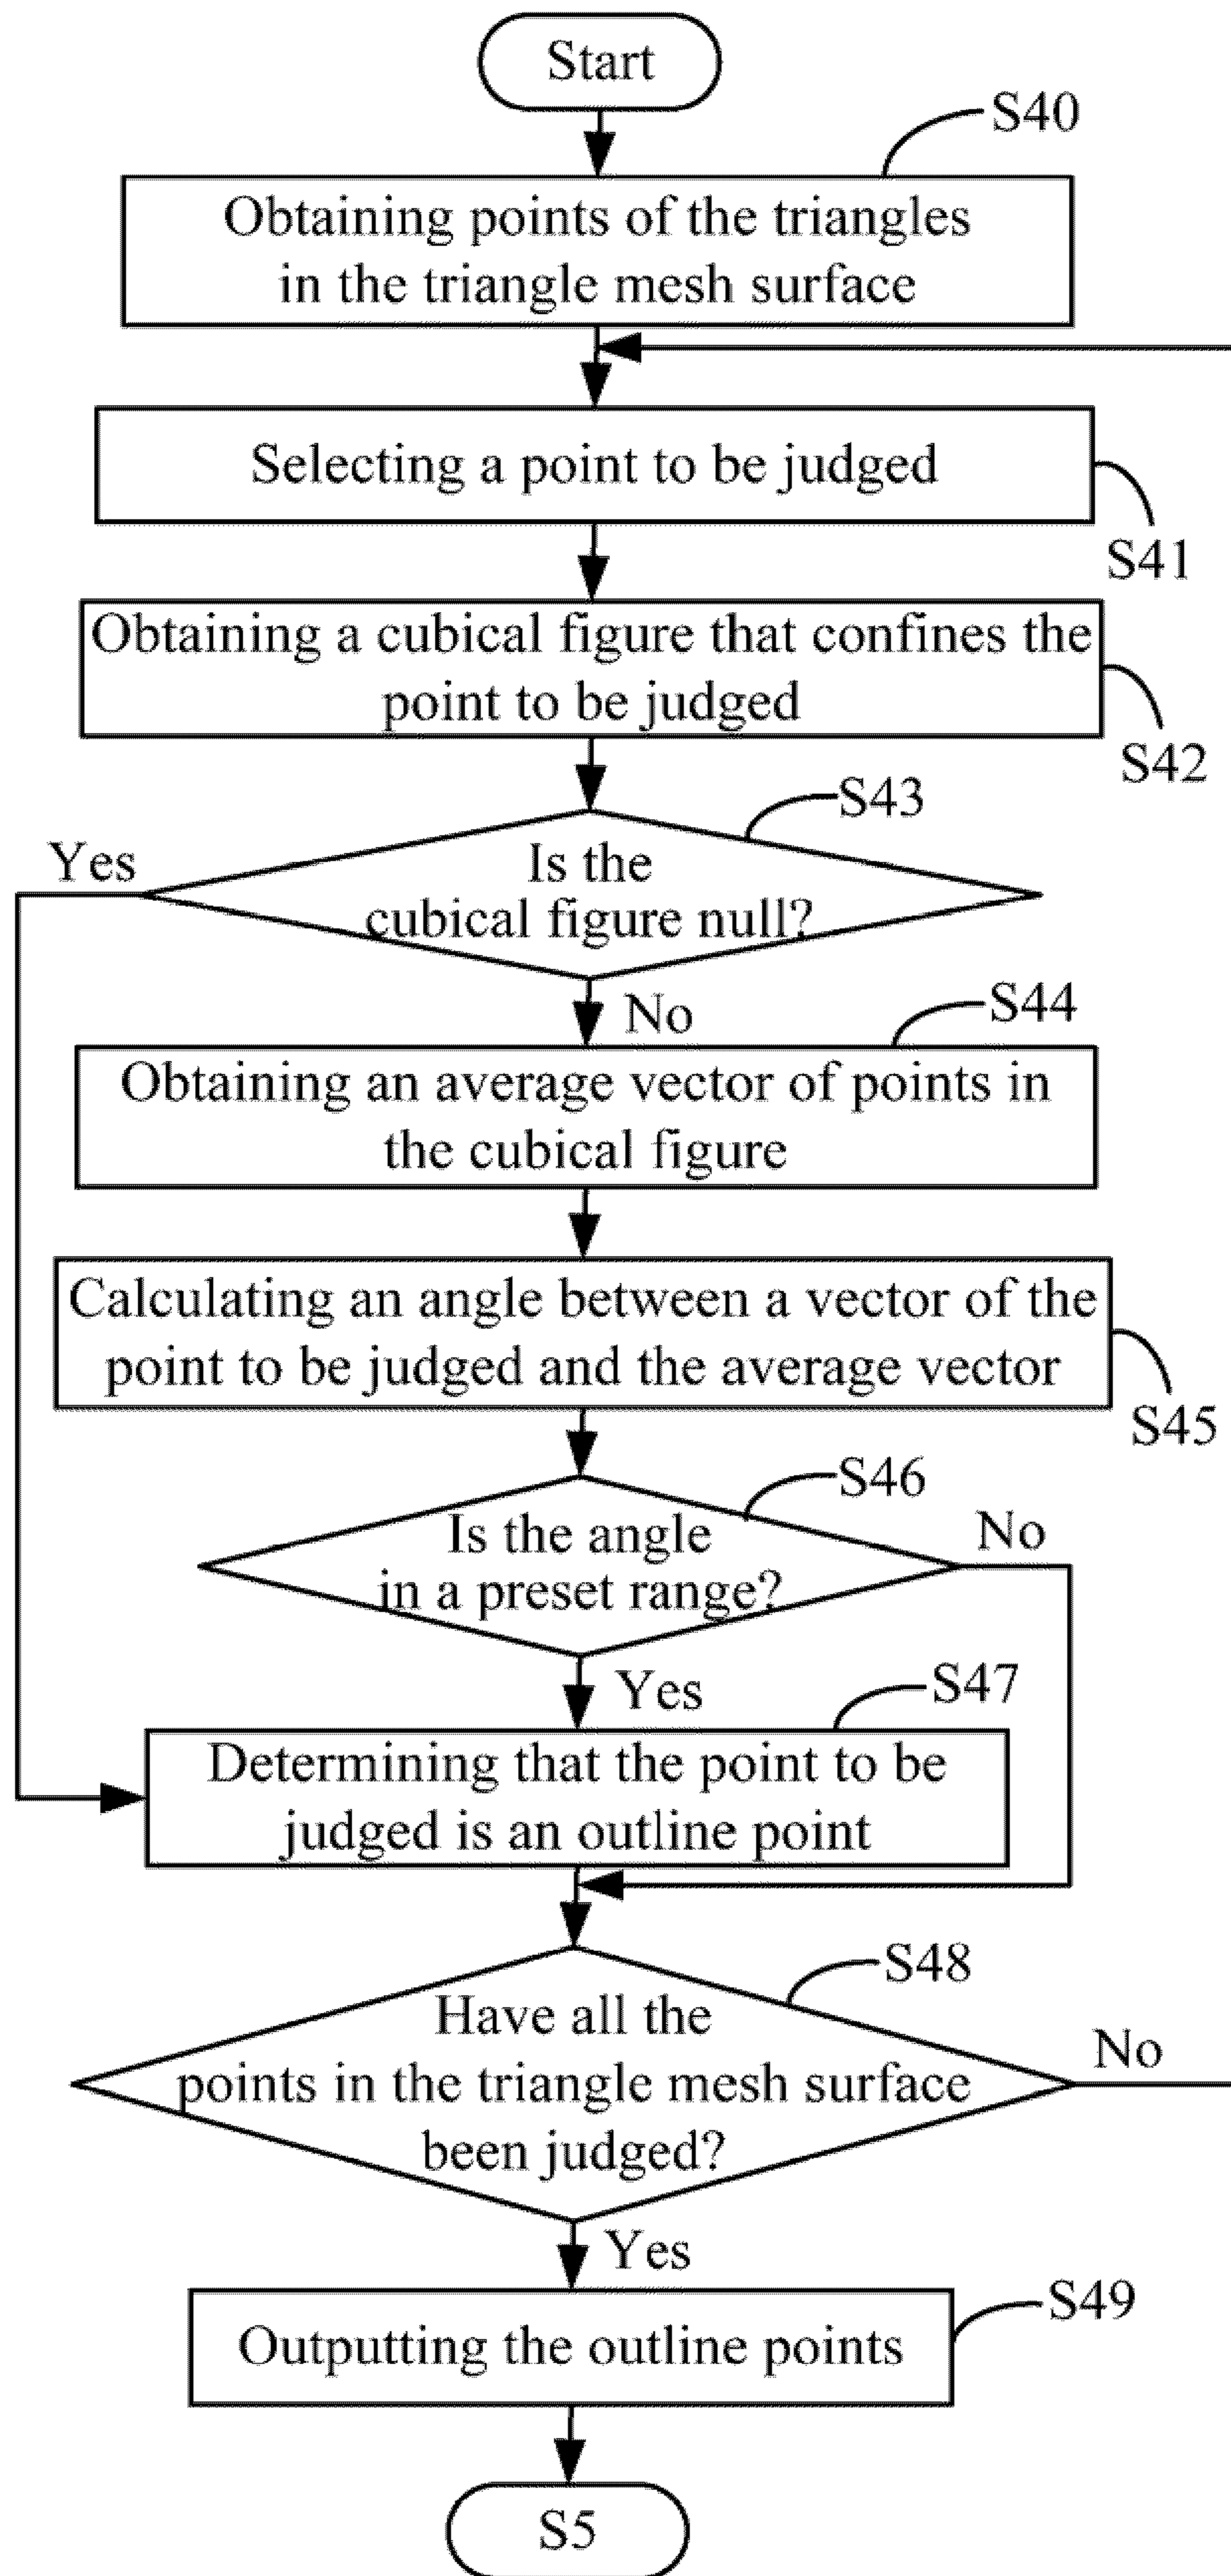 Start
S40
Obtaining points of the triangles
in the triangle mesh surface
Selecting a point to be judged
S41
Obtaining a cubical figure that confines the
point to be judged
S42
S43
Yes
Is the
cubical figure null?
No
S44
Obtaining an average vector of points in
the cubical figure
Calculating an angle between a vector of the
point to be judged and the average vector
S45
S46
Is the angle
in a preset range?
No
Yes
S47
Determining that the point to be
judged is an outline point
S48
Have all the
points in the triangle mesh surface
been judged?
No
Yes
S49
Outputting the outline points
S5